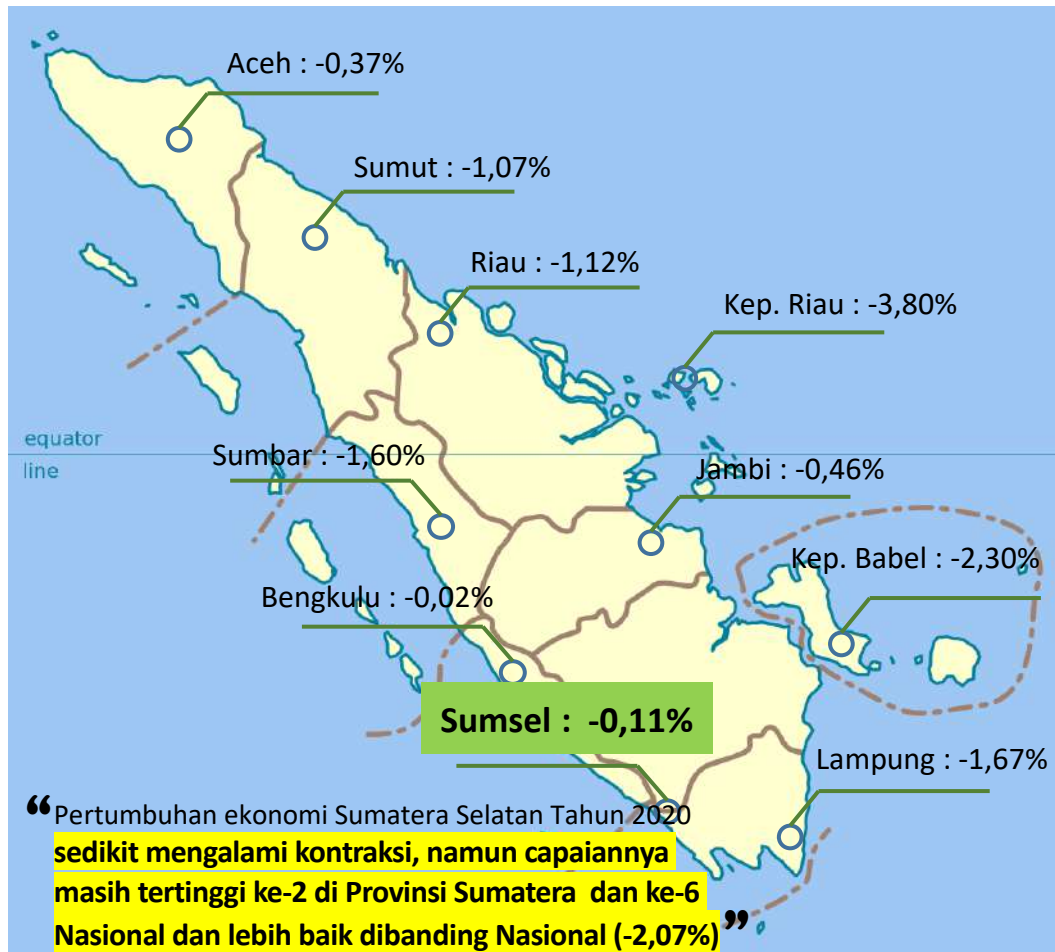 Aceh : -0,37%
Sumut : -1,07%
Riau : -1,12%
Kep. Riau : -3,80%
equator
line
Sumbar : -1,60%
Jambi : -0,46%
Kep. Babel : -2,30%
Bengkulu : -0,02%
Sumsel :  -0,11%
Lampung : -1,67%
“Pertumbuhan ekonomi Sumatera Selatan Tahun 2020
sedikit mengalami kontraksi, namun capaiannya
masih tertinggi ke-2 di Provinsi Sumatera  dan ke-6
Nasional dan lebih baik dibanding Nasional (-2,07%)”